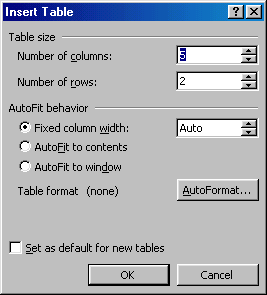 Insert Table
Table size
Number of columns: 5
Number of rows: 2
AutoFit behavior
Fixed column width: Auto
AutoFit to contents
AutoFit to window
Table format (none) AutoFormat...
Set as default for new tables
OK Cancel